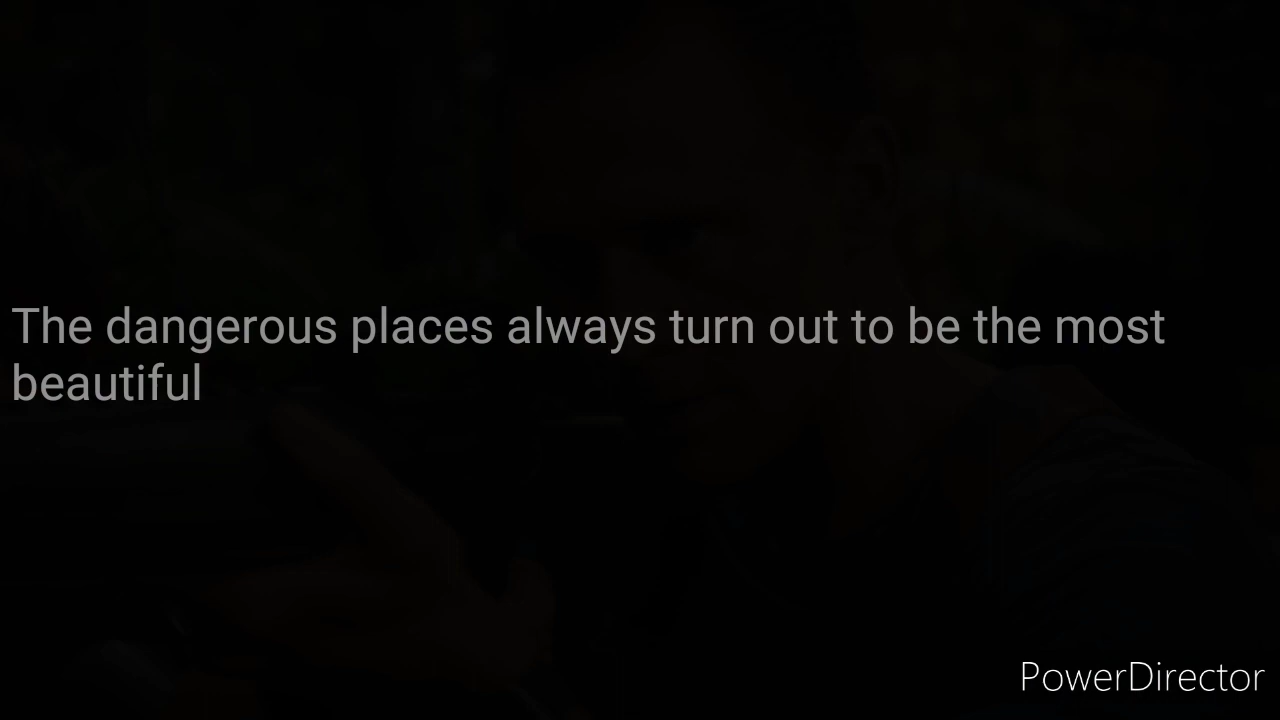 The dangerous places always turn out to be the most
beautiful
PowerDirector